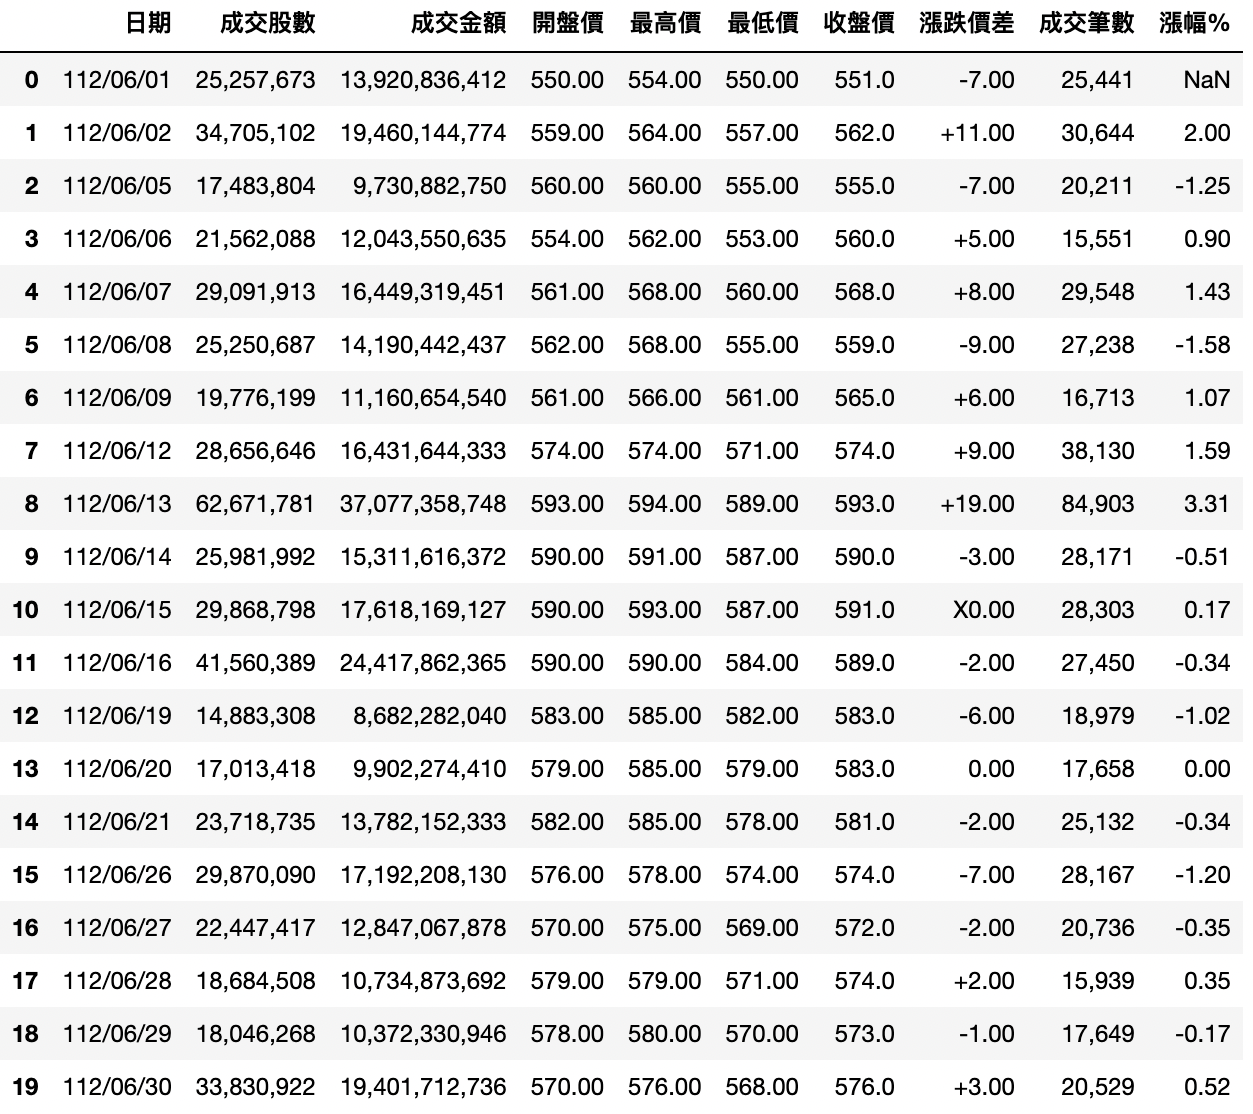 日期 成交股數 成交金額 開盤價 最高價 最低價 收盤價 漲跌價差 成交筆數 漲幅%
0 112/06/01 25,257,673 13,920,836,412 550.00 554.00 550.00 551.0 -7.00 25,441 NaN
1 112/06/02 34,705,102 19,460,144,774 559.00 564.00 557.00 562.0 +11.00 30,644 2.00
2 112/06/05 17,483,804 9,730,882,750 560.00 560.00 555.00 555.0 -7.00 20,211 -1.25
3 112/06/06 21,562,088 12,043,550,635 554.00 562.00 553.00 560.0 +5.00 15,551 0.90
4 112/06/07 29,091,913 16,449,319,451 561.00 568.00 560.00 568.0 +8.00 29,548 1.43
5 112/06/08 25,250,687 14,190,442,437 562.00 568.00 555.00 559.0 -9.00 27,238 -1.58
6 112/06/09 19,776,199 11,160,654,540 561.00 566.00 561.00 565.0 +6.00 16,713 1.07
7 112/06/12 28,656,646 16,431,644,333 574.00 574.00 571.00 574.0 +9.00 38,130 1.59
8 112/06/13 62,671,781 37,077,358,748 593.00 594.00 589.00 593.0 +19.00 84,903 3.31
9 112/06/14 25,981,992 15,311,616,372 590.00 591.00 587.00 590.0 -3.00 28,171 -0.51
10 112/06/15 29,868,798 17,618,169,127 590.00 593.00 587.00 591.0 X0.00 28,303 0.17
11 112/06/16 41,560,389 24,417,862,365 590.00 590.00 584.00 589.0 -2.00 27,450 -0.34
12 112/06/19 14,883,308 8,682,282,040 583.00 585.00 582.00 583.0 -6.00 18,979 -1.02
13 112/06/20 17,013,418 9,902,274,410 579.00 585.00 579.00 583.0 0.00 17,658 0.00
14 112/06/21 23,718,735 13,782,152,333 582.00 585.00 578.00 581.0 -2.00 25,132 -0.34
15 112/06/26 29,870,090 17,192,208,130 576.00 578.00 574.00 574.0 -7.00 28,167 -1.20
16 112/06/27 22,447,417 12,847,067,878 570.00 575.00 569.00 572.0 -2.00 20,736 -0.35
17 112/06/28 18,684,508 10,734,873,692 579.00 579.00 571.00 574.0 +2.00 15,939 0.35
18 112/06/29 18,046,268 10,372,330,946 578.00 580.00 570.00 573.0 -1.00 17,649 -0.17
19 112/06/30 33,830,922 19,401,712,736 570.00 576.00 568.00 576.0 +3.00 20,529 0.52